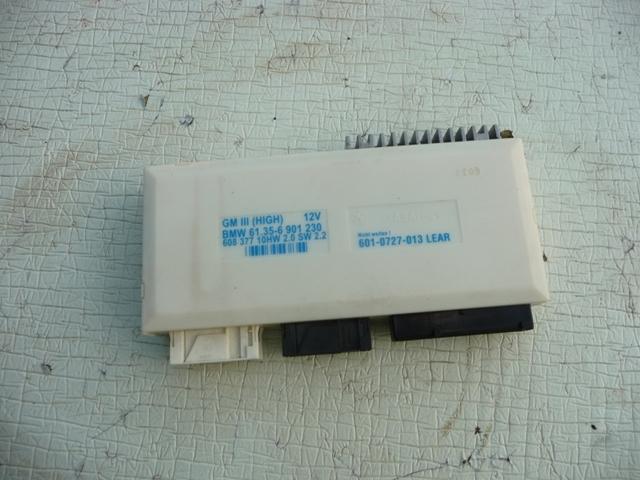 GM III (HIGH) 12V
BMW 61.35-6 901 230
608 377 10HW 2.0 SW 2.2
601-0727-013 LEAR